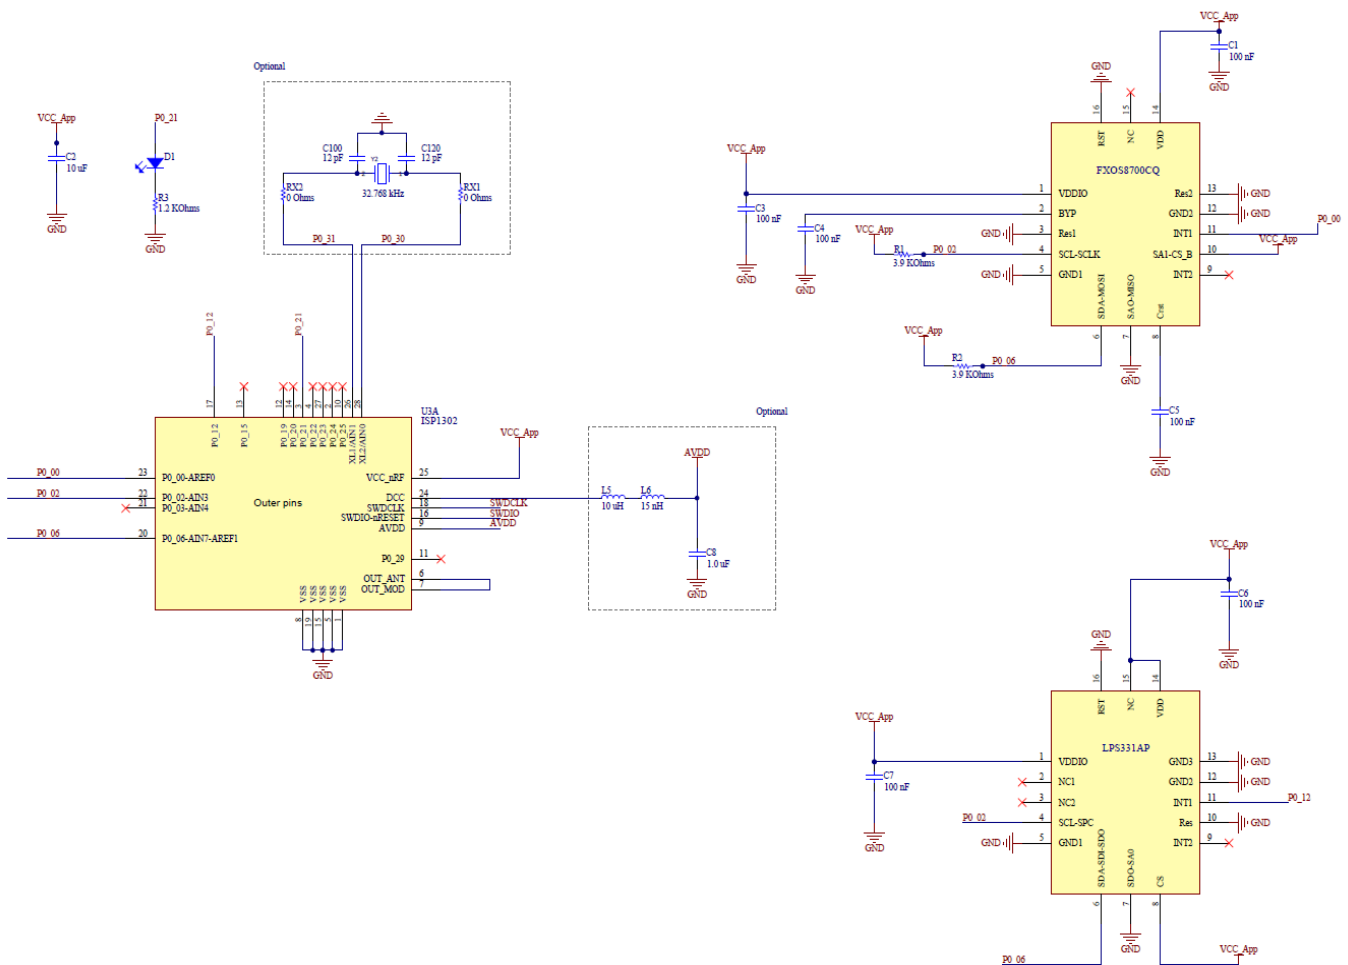 Optional
VCC_App
C2
10 uF
GND
P0_21
D1
R3
1.2 KOhms
GND
C100
12 pF
C120
12 pF
Y2
2
1
32.768 kHz
RX2
0 Ohms
RX1
0 Ohms
P0_31
P0_30
P0_12
P0_21
17
13
12
14
3
4
27
2
10
26
28
P0_12
P0_15
P0_19
P0_20
P0_21
P0_22
P0_23
P0_24
P0_25
XL1/AIN1
XL2/AIN0
U3A
ISP1302
P0_00
23
P0_00-AREF0
P0_02
22
P0_02-AIN3
21
P0_03-AIN4
P0_06
20
P0_06-AIN7-AREF1
Outer pins
VCC_nRF
25
VCC_App
DCC
24
SWDCLK
18
SWDCLK
SWDIO-nRESET
16
SWDIO
AVDD
9
AVDD
P0_29
11
OUT_ANT
6
OUT_MOD
7
VSS
VSS
VSS
VSS
VSS
8
19
15
5
1
GND
Optional
L5
10 uH
L6
15 nH
AVDD
C8
1.0 uF
GND
VCC_App
C1
100 nF
GND
GND
16
15
14
RST
NC
VDD
FXOS8700CQ
VCC_App
C3
100 nF
GND
C4
100 nF
GND
VCC_App
R1
3.9 KOhms
P0_02
GND
GND
1
VDDIO
2
BYP
3
Res1
4
SCL-SCLK
5
GND1
Res2
13
GND
GND2
12
GND
INT1
11
P0_00
SA1-CS_B
10
VCC_App
INT2
9
SDA-MOSI
SAO-MISO
Crst
6
7
8
VCC_App
R2
3.9 KOhms
P0_06
GND
C5
100 nF
GND
VCC_App
C6
100 nF
GND
GND
16
15
14
RST
NC
VDD
LPS331AP
VCC_App
C7
100 nF
GND
1
VDDIO
2
NC1
3
NC2
P0_02
4
SCL-SPC
GND
5
GND1
GND3
13
GND
GND2
12
GND
INT1
11
P0_12
Res
10
GND
INT2
9
SDA-SDI-SDO
SDO-SA0
CS
6
7
8
P0_06
GND
VCC_App